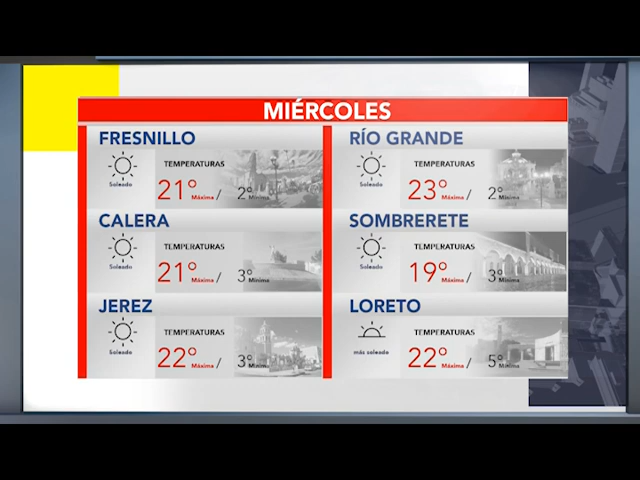 MIÉRCOLES
FRESNILLO
Soleado
TEMPERATURAS
21° Máxima / 2° Mínima
CALERA
Soleado
TEMPERATURAS
21° Máxima / 3° Mínima
JEREZ
Soleado
TEMPERATURAS
22° Máxima / 3° Mínima
RÍO GRANDE
Soleado
TEMPERATURAS
23° Máxima / 2° Mínima
SOMBRERETE
Soleado
TEMPERATURAS
19° Máxima / 3° Mínima
LORETO
más soleado
TEMPERATURAS
22° Máxima / 5° Mínima